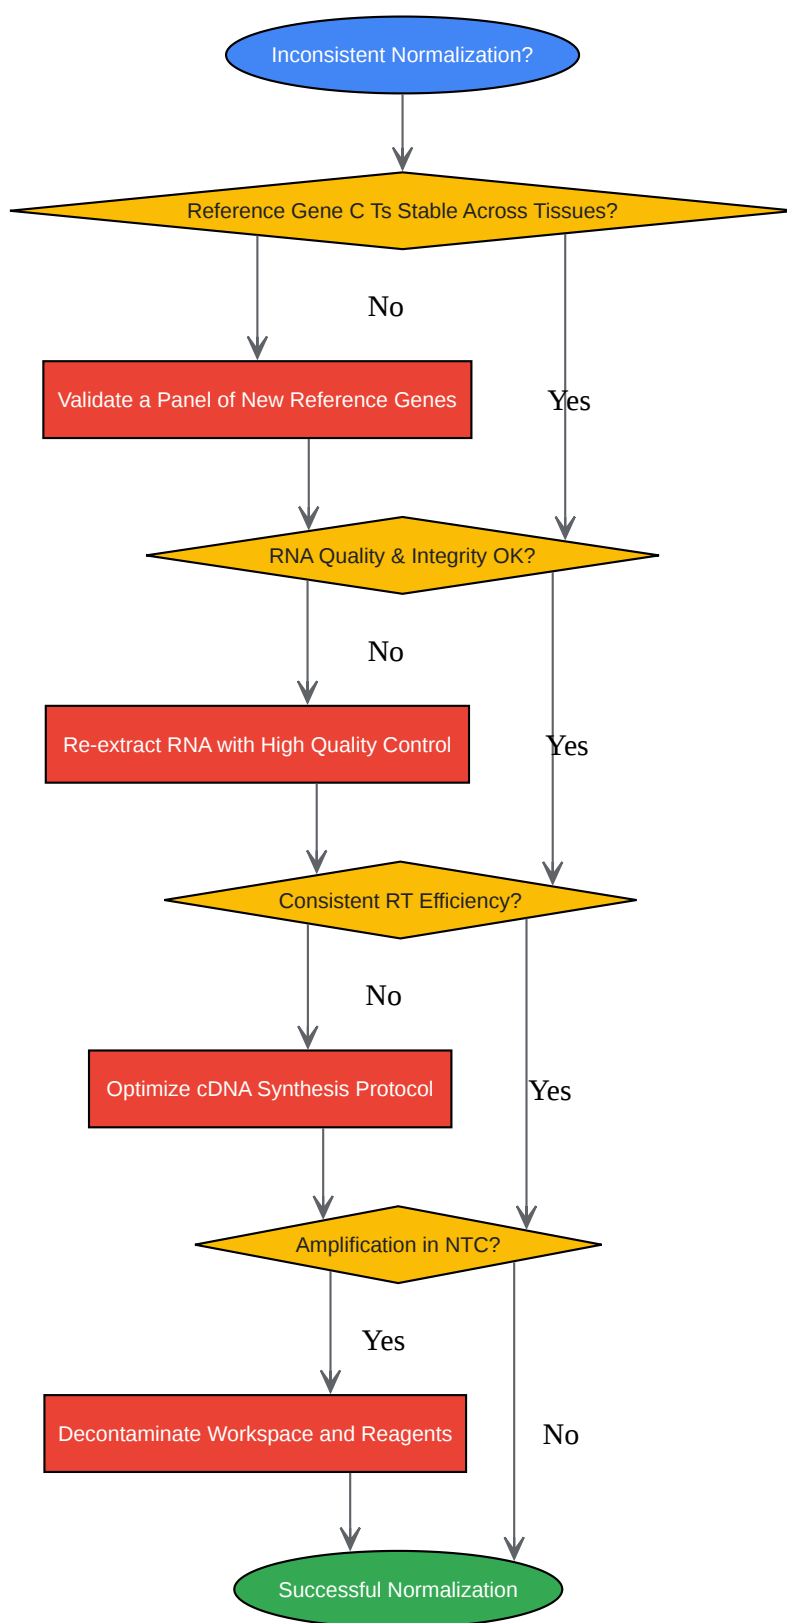 Inconsistent Normalization?
Reference Gene C Ts Stable Across Tissues?
No
Validate a Panel of New Reference Genes
Yes
RNA Quality & Integrity OK?
No
Re-extract RNA with High Quality Control
Yes
Consistent RT Efficiency?
No
Optimize cDNA Synthesis Protocol
Yes
Amplification in NTC?
Yes
Decontaminate Workspace and Reagents
No
Successful Normalization